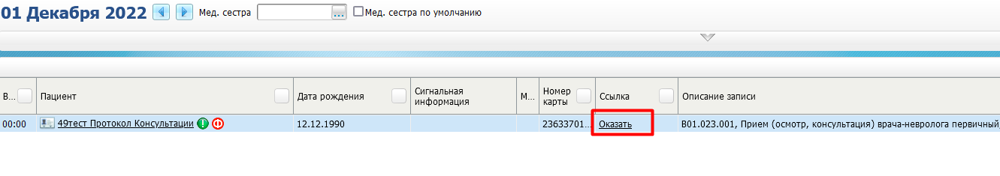 01 Декабря 2022 Мед. сестра ... Мед. сестра по умолчанию
В... Пациент Дата рождения Сигнальная информация М... Номер карты Ссылка Описание записи
00:00 49тест Протокол Консультации ! Ф 12.12.1990 23633701... Оказать B01.023.001, Прием (осмотр, консультация) врача-невролога первичный,